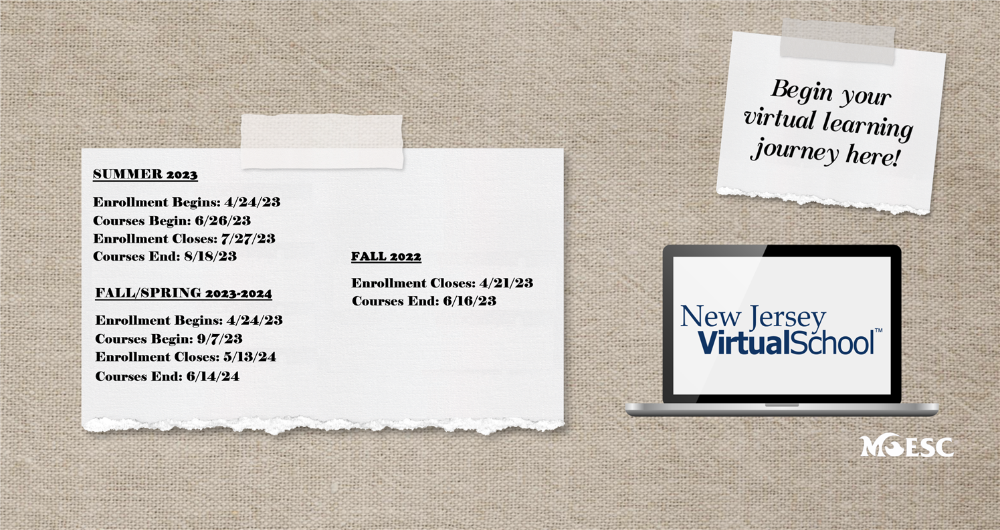 SUMMER 2023
Enrollment Begins: 4/24/23
Courses Begin: 6/26/23
Enrollment Closes: 7/27/23
Courses End: 8/18/23
FALL/SPRING 2023-2024
Enrollment Begins: 4/24/23
Courses Begin: 9/7/23
Enrollment Closes: 5/13/24
Courses End: 6/14/24
FALL 2022
Enrollment Closes: 4/21/23
Courses End: 6/16/23
Begin your
virtual learning
journey here!
New Jersey
VirtualSchool™
MOESC